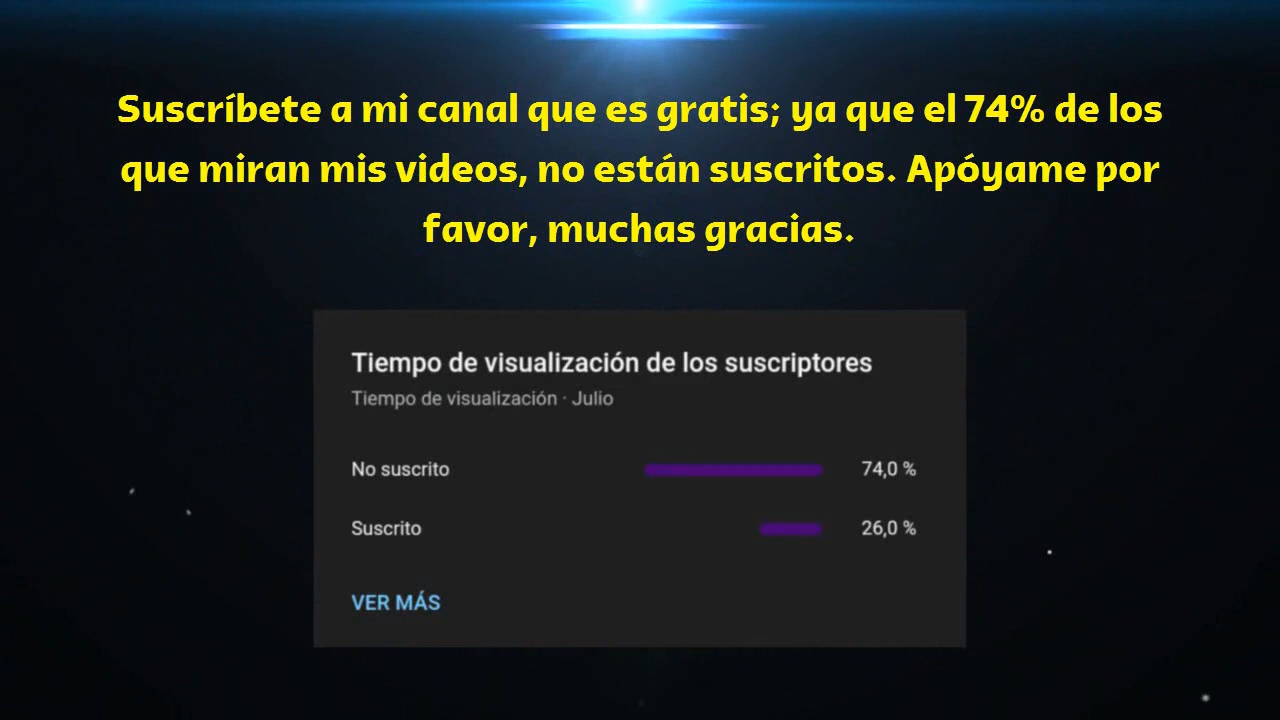 Suscríbete a mi canal que es gratis; ya que el 74% de los
que miran mis videos, no están suscritos. Apóyame por
favor, muchas gracias.
Tiempo de visualización de los suscriptores
Tiempo de visualización · Julio
No suscrito 74,0 %
Suscrito 26,0 %
VER MÁS